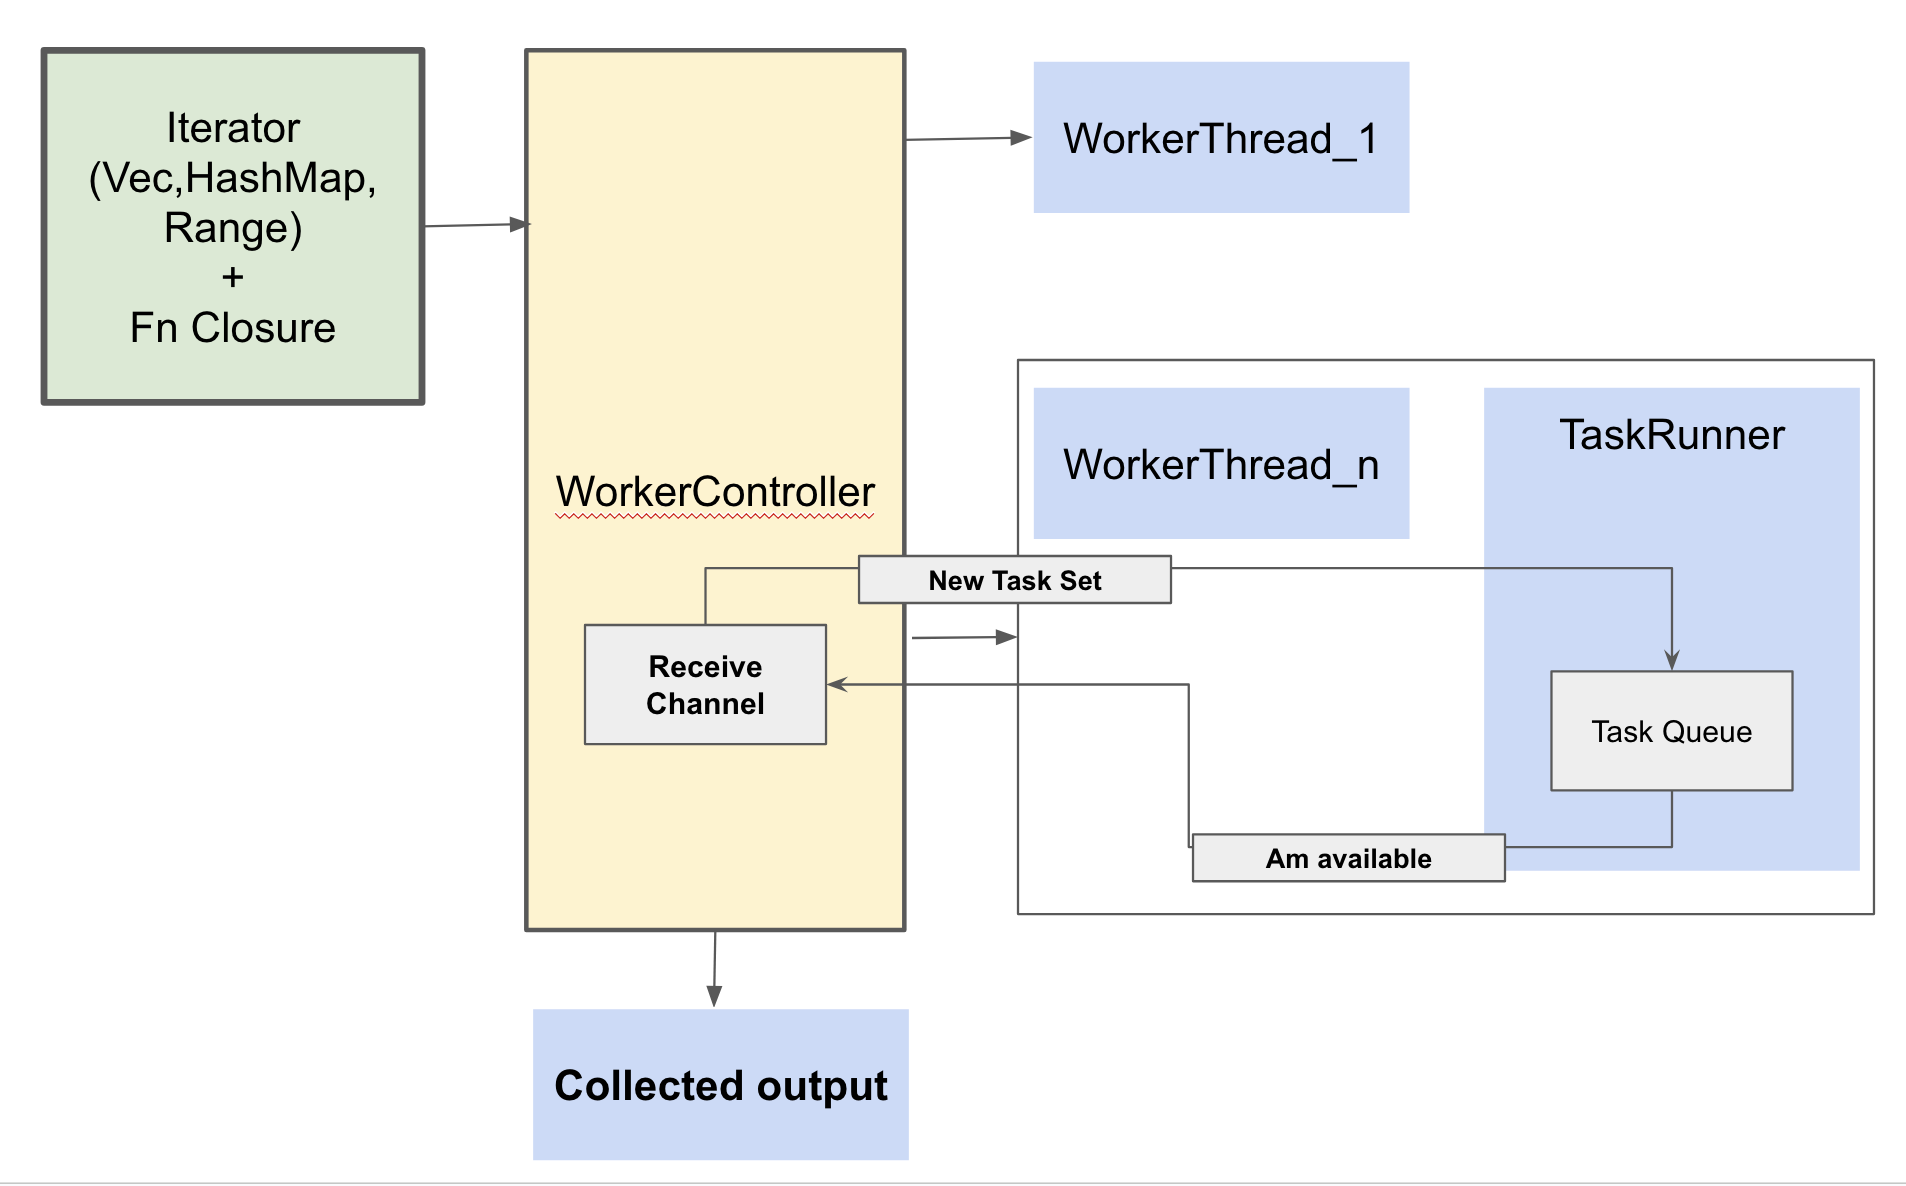 Iterator
(Vec,HashMap,
Range)
+
Fn Closure
WorkerController
WorkerThread_1
WorkerThread_n
TaskRunner
New Task Set
Receive
Channel
Task Queue
Am available
Collected output